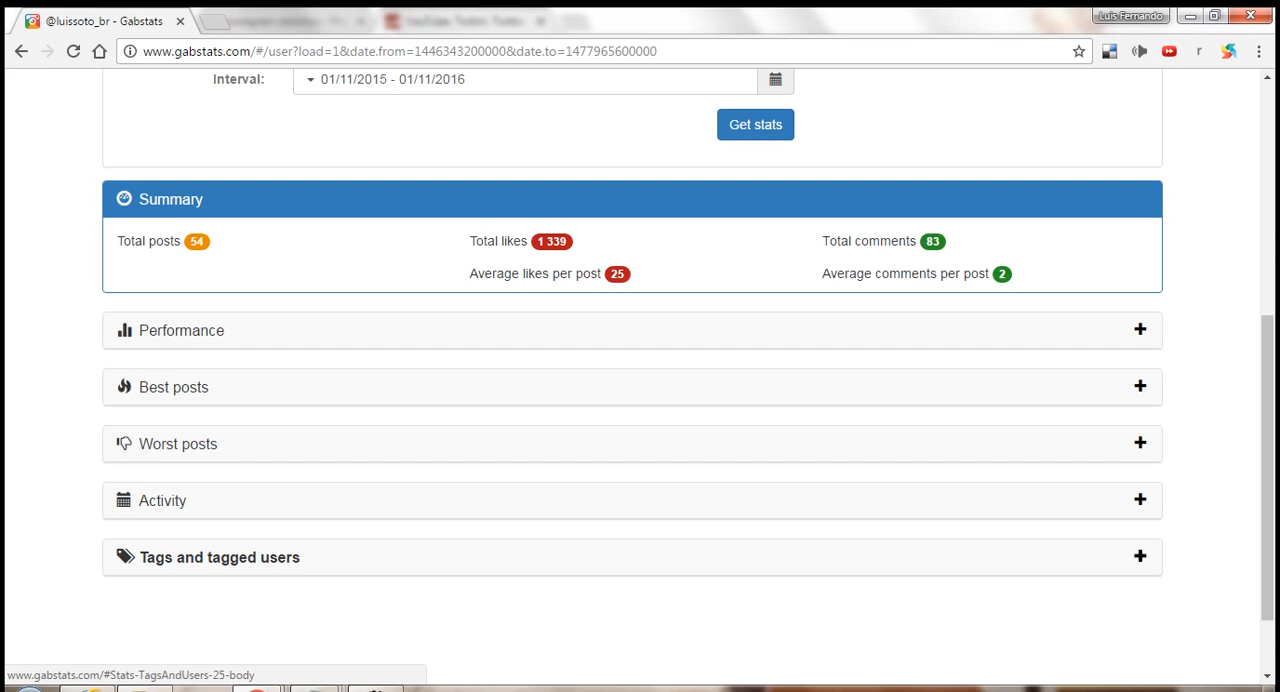 @luissoto_br - Gabstats
Luis Fernando
www.gabstats.com/#/user?load=1&date.from=1446343200000&date.to=1477965600000
Interval: 01/11/2015 - 01/11/2016
Get stats
Summary
Total posts 54 Total likes 1 339 Total comments 83
Average likes per post 25 Average comments per post 2
Performance
Best posts
Worst posts
Activity
Tags and tagged users
www.gabstats.com/#Stats-TagsAndUsers-25-body